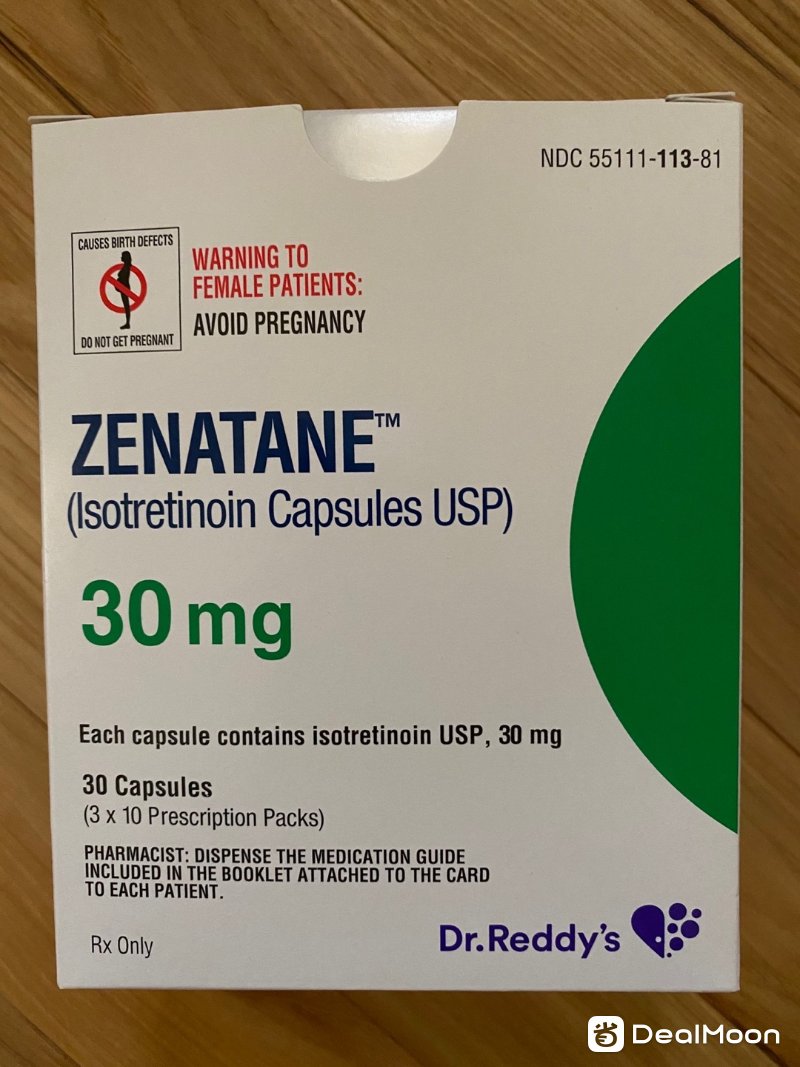 NDC 55111-113-81
CAUSES BIRTH DEFECTS
DO NOT GET PREGNANT
WARNING TO
FEMALE PATIENTS:
AVOID PREGNANCY
ZENATANE™
(Isotretinoin Capsules USP)
30 mg
Each capsule contains isotretinoin USP, 30 mg
30 Capsules
(3 x 10 Prescription Packs)
PHARMACIST: DISPENSE THE MEDICATION GUIDE
INCLUDED IN THE BOOKLET ATTACHED TO THE CARD
TO EACH PATIENT.
Rx Only
Dr.Reddy's
DealMoon